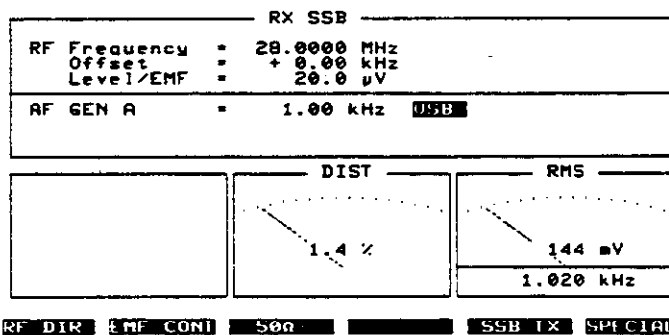 RX SSB
RF Frequency = 28.0000 MHz
Offset = + 0.00 kHz
Level/EMF = 20.0 µV
AF GEN A = 1.00 kHz USB
DIST
RMS
1.4 %
144 mV
1.020 kHz
RF DIR EMF CONT 50Ω SSB TX SPECIAL